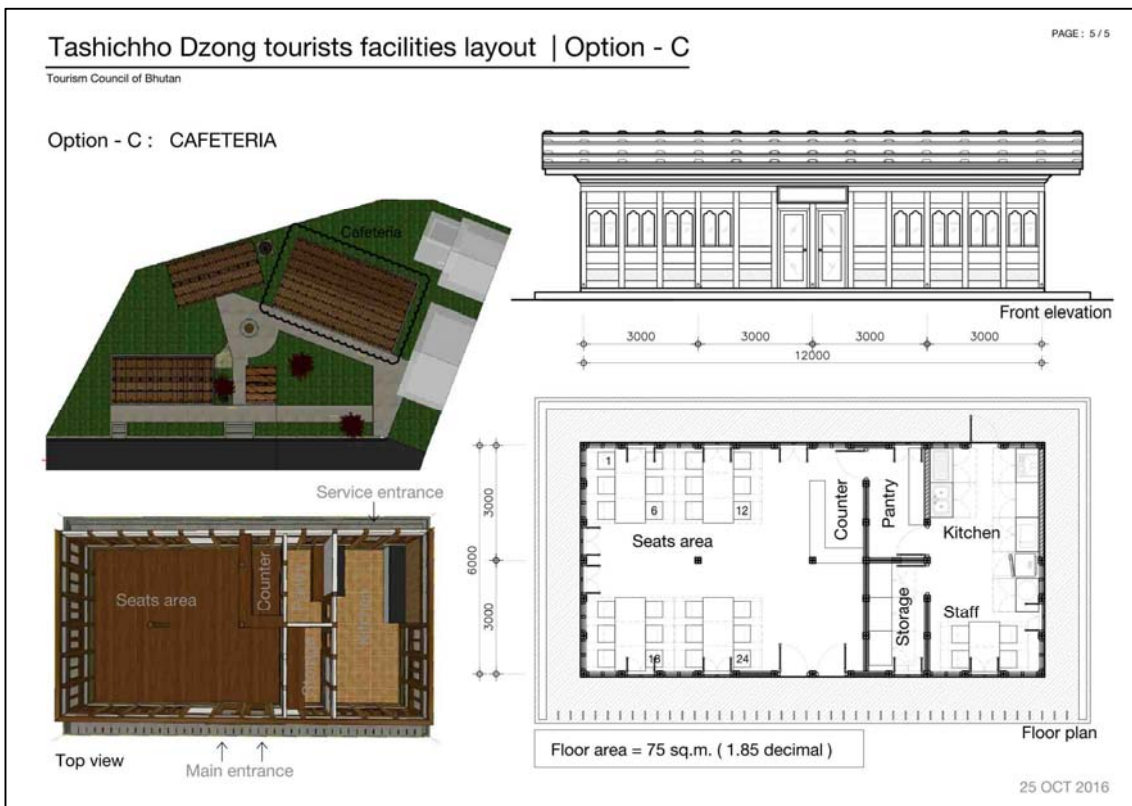 Tashichho Dzong tourists facilities layout | Option - C
PAGE : 5 / 5
Tourism Council of Bhutan
Option - C : CAFETERIA
Cafeteria
Front elevation
3000 3000 3000 3000
12000
Service entrance
Seats area
Counter
Top view
Main entrance
6000
3000
3000
1
6
12
Seats area
Counter
Pantry
Kitchen
Storage
Staff
18
24
Floor plan
Floor area = 75 sq.m. ( 1.85 decimal )
25 OCT 2016